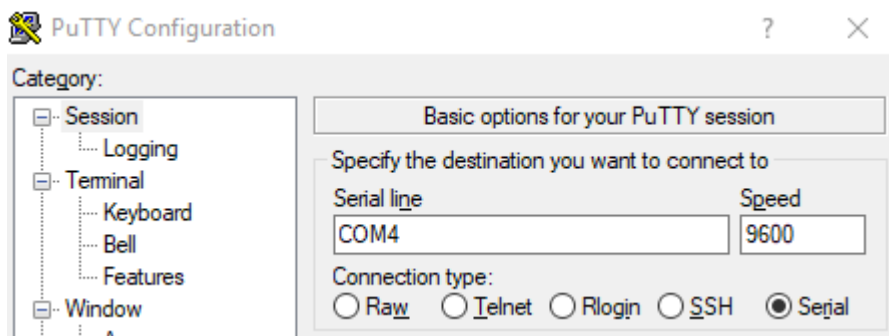 PuTTY Configuration
Category:
Session
Logging
Terminal
Keyboard
Bell
Features
Window
Basic options for your PuTTY session
Specify the destination you want to connect to
Serial line Speed
COM4 9600
Connection type:
Raw Telnet Rlogin SSH Serial